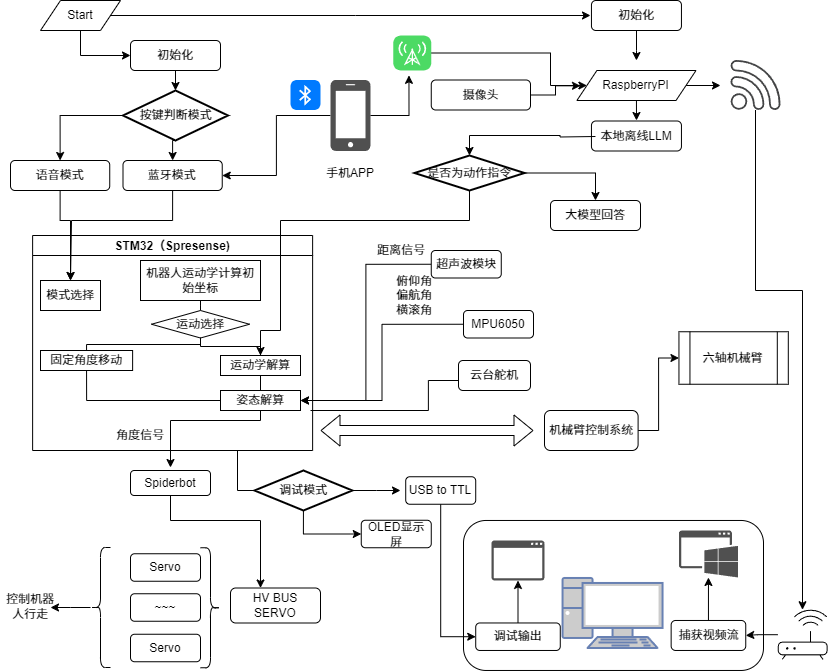 Start
初始化
初始化
RaspberryPI
摄像头
按键判断模式
手机APP
本地离线LLM
语音模式
蓝牙模式
是否为动作指令
大模型回答
STM32（Spresense)
距离信号
超声波模块
机器人运动学计算初
始坐标
模式选择
俯仰角
偏航角
横滚角
运动选择
MPU6050
固定角度移动
运动学解算
六轴机械臂
云台舵机
姿态解算
角度信号
机械臂控制系统
Spiderbot
调试模式
USB to TTL
OLED显示
屏
Servo
控制机器
人行走
~~~
HV BUS
SERVO
Servo
调试输出
捕获视频流